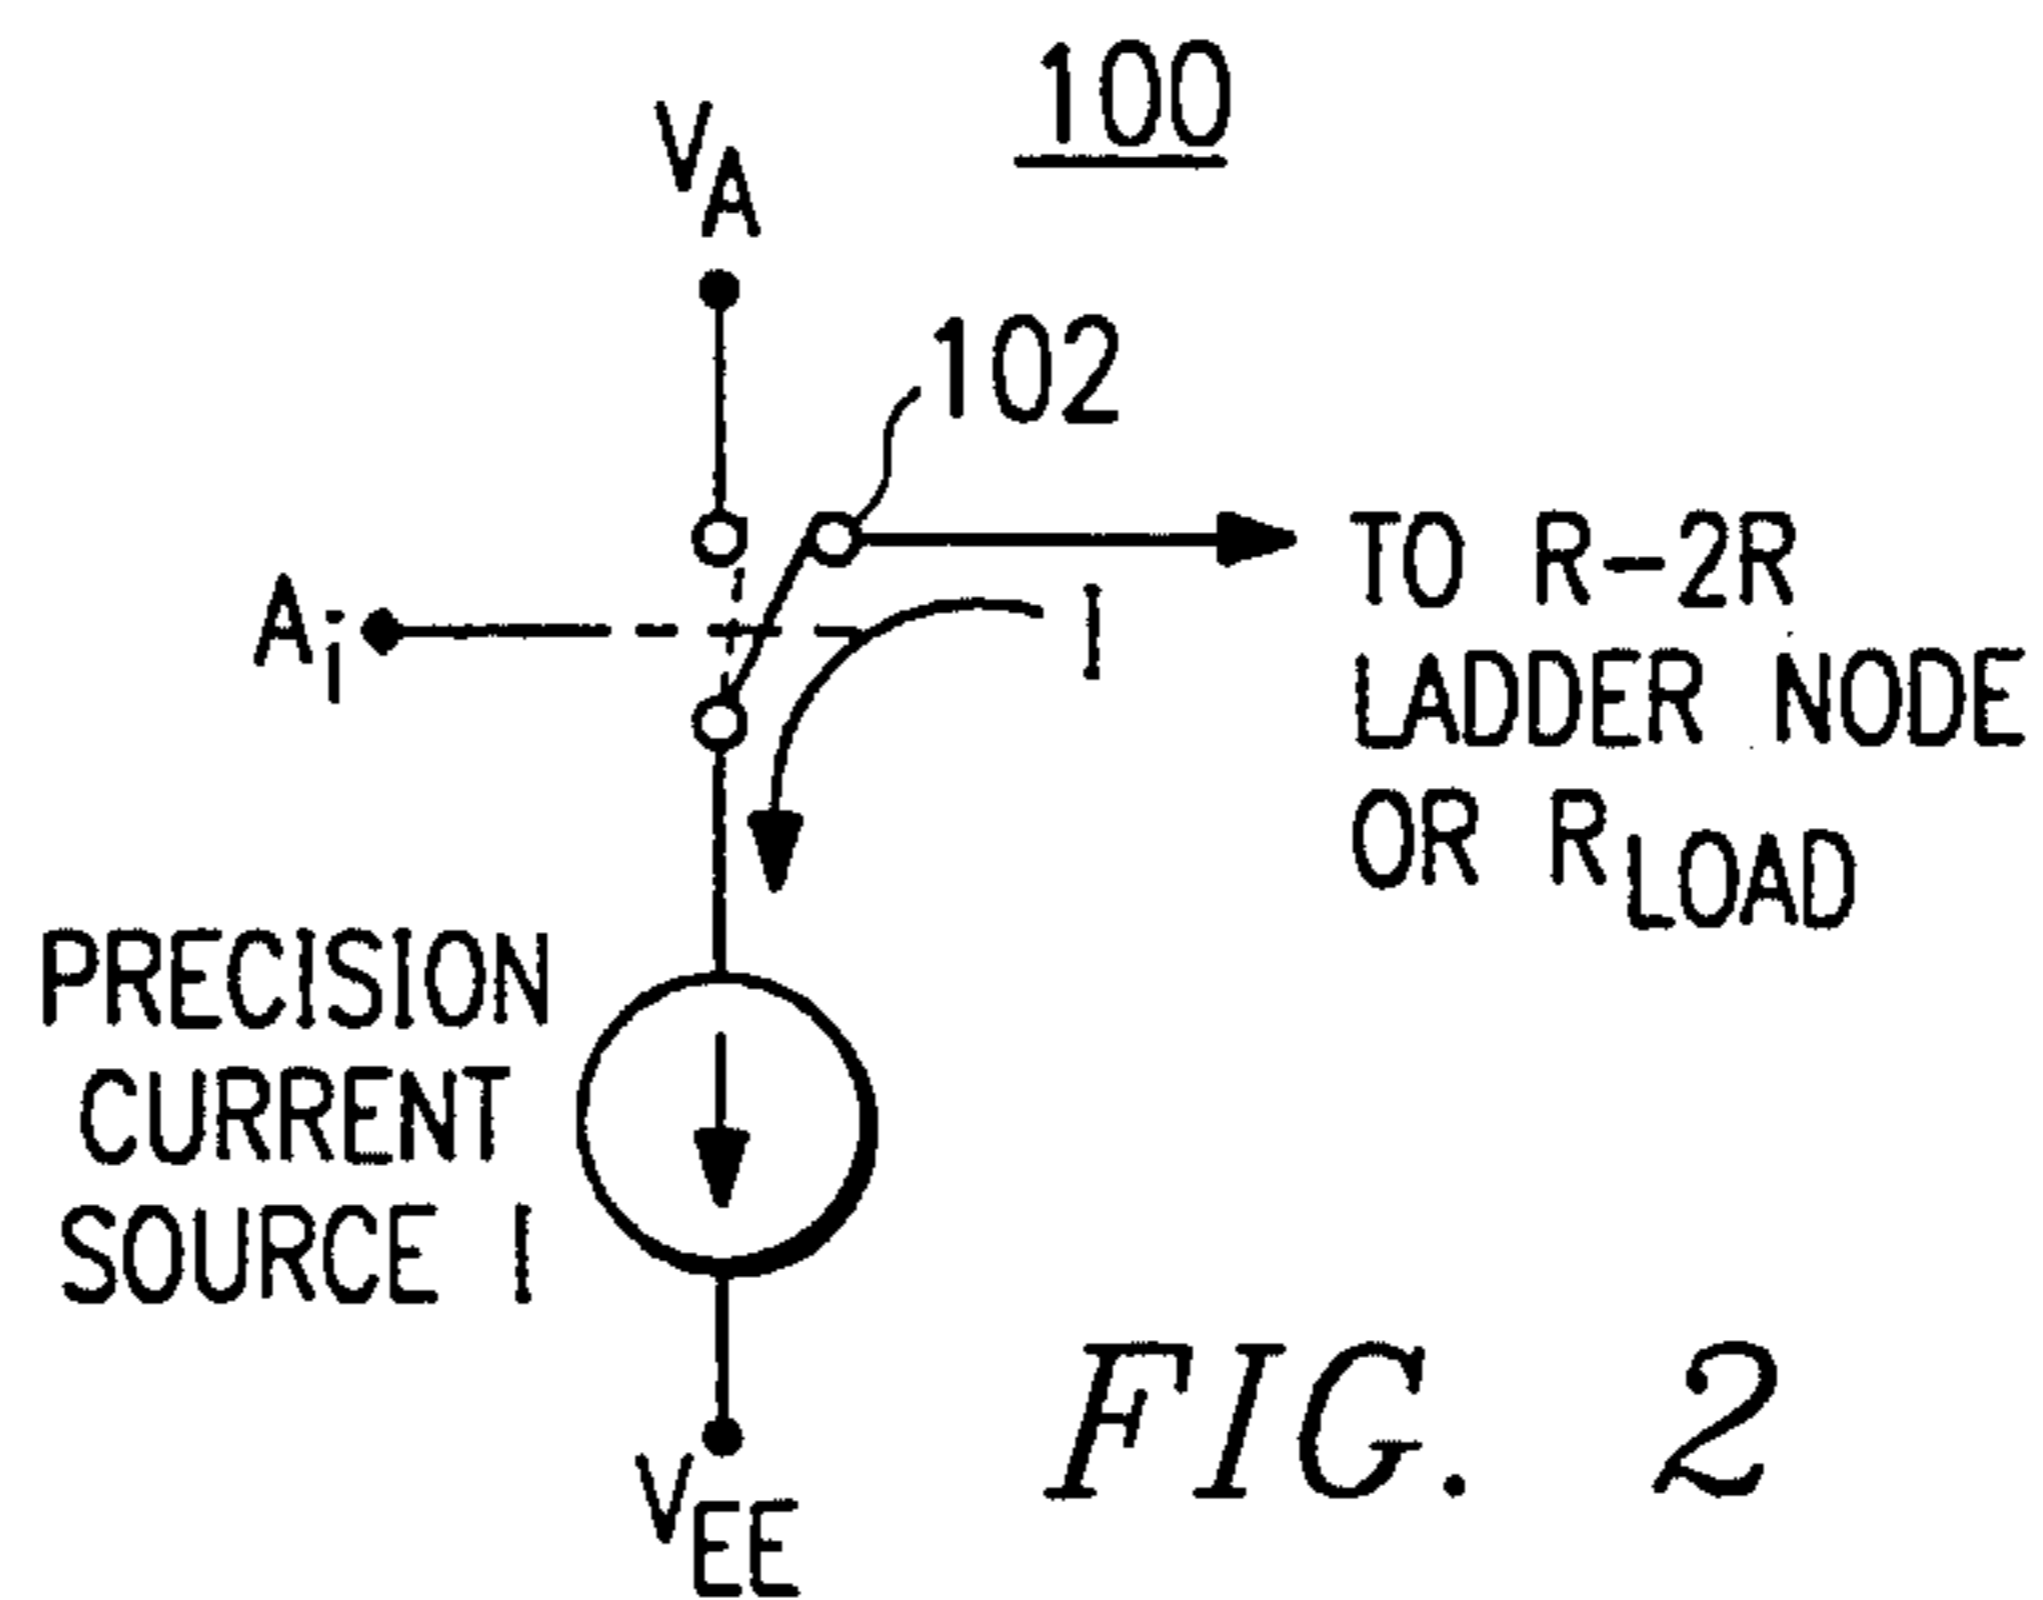 100
VA
102
TO R-2R
LADDER NODE
OR RLOAD
Ai
I
PRECISION
CURRENT
SOURCE I
VEE
FIG. 2